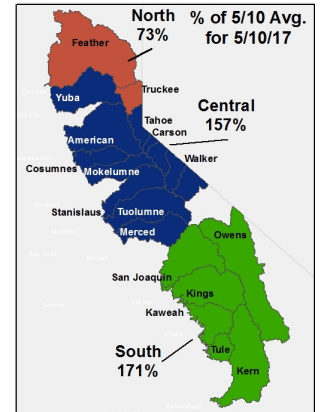 North
73%
% of 5/10 Avg.
for 5/10/17
Feather
Truckee
Yuba
Central
157%
Tahoe
Carson
American
Walker
Cosumnes
Mokelumne
Stanislaus
Tuolumne
Merced
Owens
San Joaquin
Kings
Kaweah
South
171%
Tule
Kern